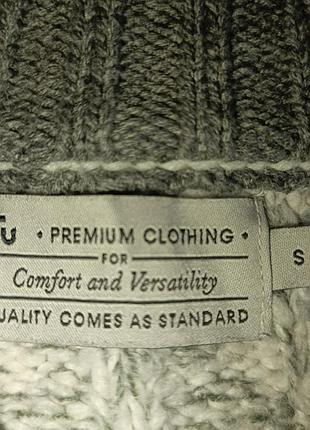 · PREMIUM CLOTHING ·
FOR
Comfort and Versatility
UALITY COMES AS STANDARD
S